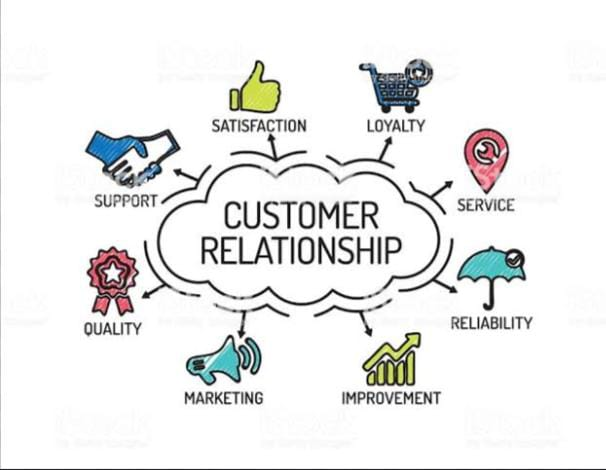 SATISFACTION
LOYALTY
SUPPORT
SERVICE
CUSTOMER
RELATIONSHIP
QUALITY
RELIABILITY
MARKETING
IMPROVEMENT